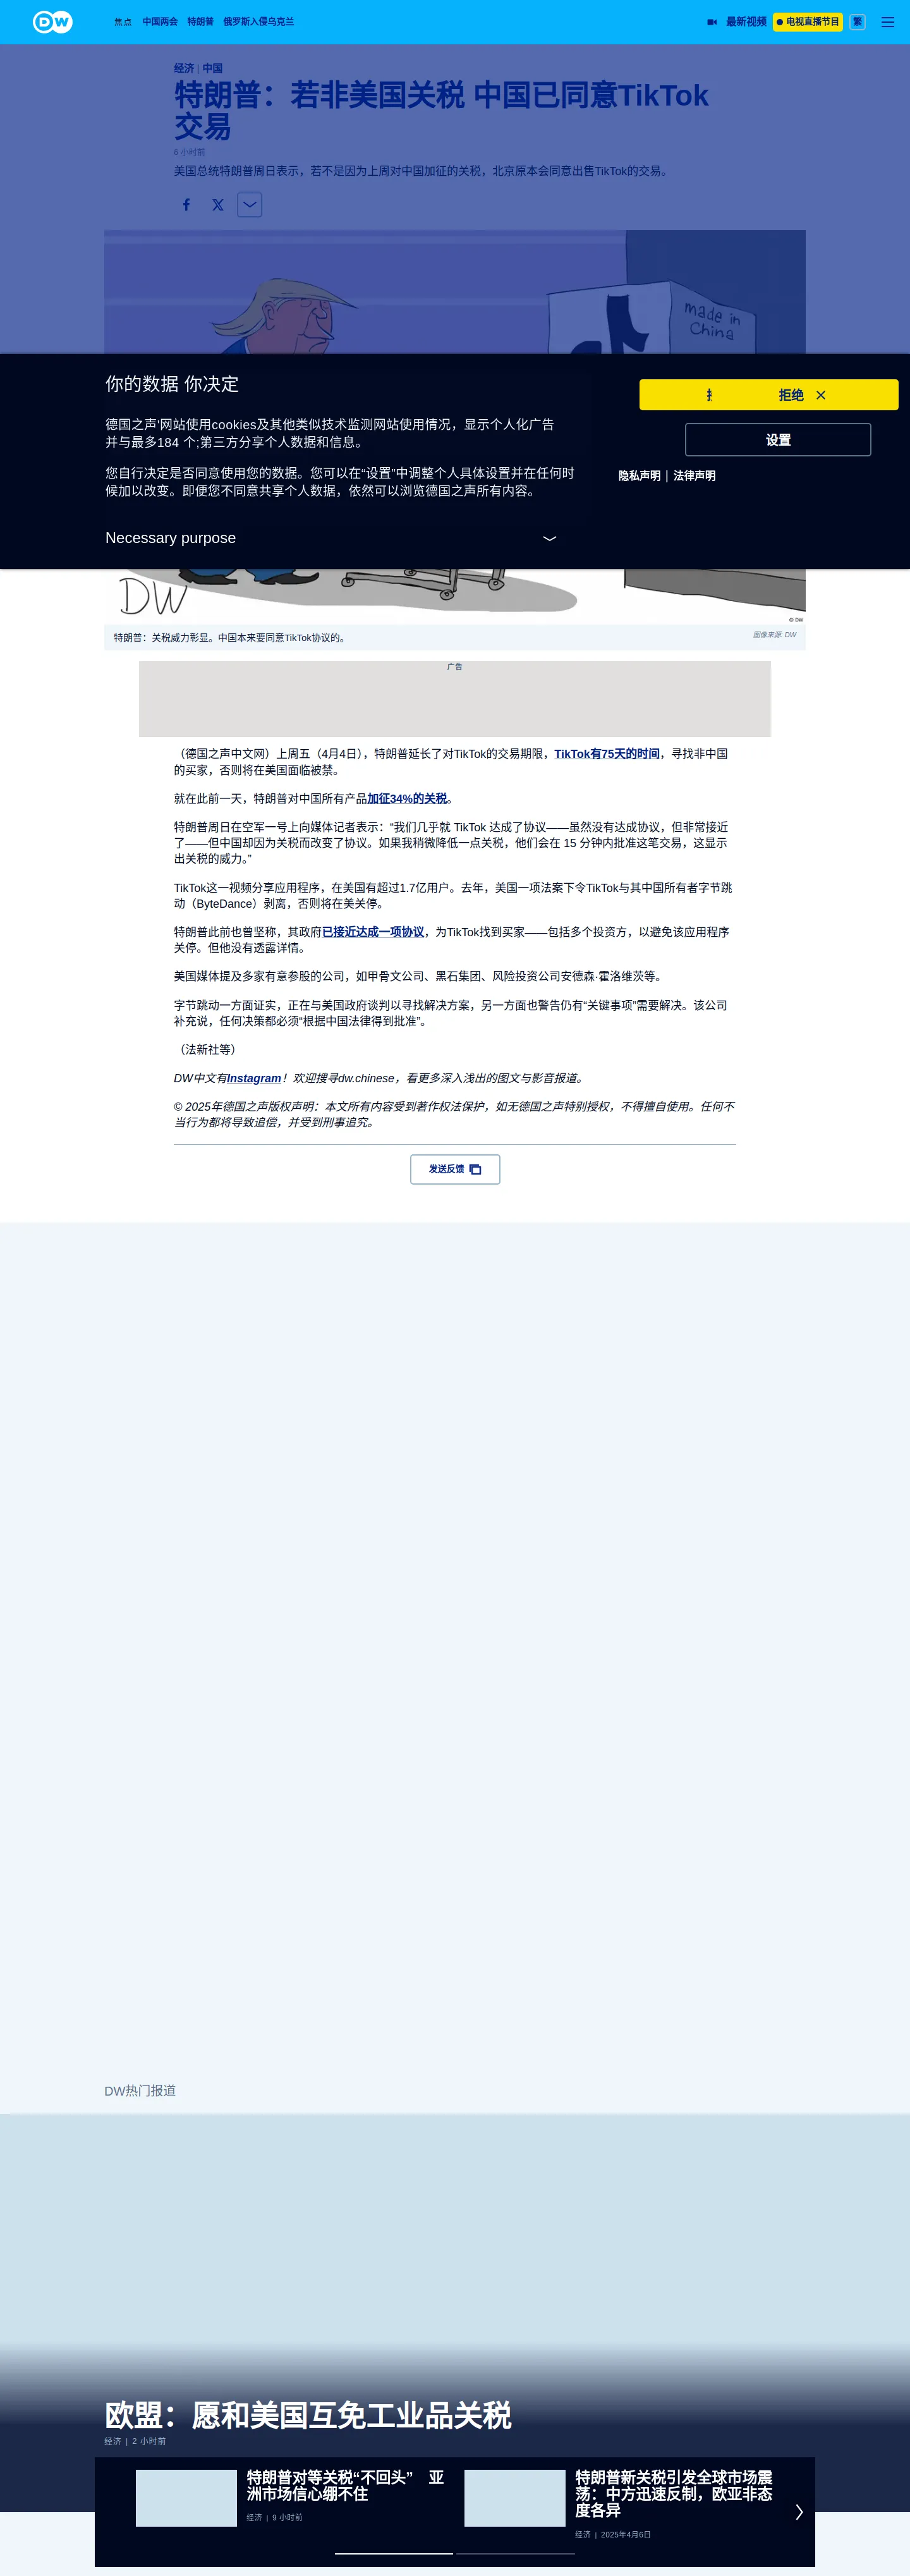 DW
焦点 中国两会 特朗普 俄罗斯入侵乌克兰
最新视频 电视直播节目 繁
经济 | 中国
特朗普：若非美国关税 中国已同意TikTok
交易
6 小时前
美国总统特朗普周日表示，若不是因为上周对中国加征的关税，北京原本会同意出售TikTok的交易。
made in
China
你的数据 你决定
德国之声'网站使用cookies及其他类似技术监测网站使用情况，显示个人化广告
并与最多184 个;第三方分享个人数据和信息。
您自行决定是否同意使用您的数据。您可以在“设置”中调整个人具体设置并在任何时
候加以改变。即便您不同意共享个人数据，依然可以浏览德国之声所有内容。
Necessary purpose
拒绝
设置
隐私声明 | 法律声明
DW
© DW
特朗普：关税威力彰显。中国本来要同意TikTok协议的。
图像来源: DW
广告
（德国之声中文网）上周五（4月4日），特朗普延长了对TikTok的交易期限，TikTok有75天的时间，寻找非中国
的买家，否则将在美国面临被禁。
就在此前一天，特朗普对中国所有产品加征34%的关税。
特朗普周日在空军一号上向媒体记者表示：“我们几乎就 TikTok 达成了协议——虽然没有达成协议，但非常接近
了——但中国却因为关税而改变了协议。如果我稍微降低一点关税，他们会在 15 分钟内批准这笔交易，这显示
出关税的威力。”
TikTok这一视频分享应用程序，在美国有超过1.7亿用户。去年，美国一项法案下令TikTok与其中国所有者字节跳
动（ByteDance）剥离，否则将在美关停。
特朗普此前也曾坚称，其政府已接近达成一项协议，为TikTok找到买家——包括多个投资方，以避免该应用程序
关停。但他没有透露详情。
美国媒体提及多家有意参股的公司，如甲骨文公司、黑石集团、风险投资公司安德森·霍洛维茨等。
字节跳动一方面证实，正在与美国政府谈判以寻找解决方案，另一方面也警告仍有“关键事项”需要解决。该公司
补充说，任何决策都必须“根据中国法律得到批准”。
（法新社等）
DW中文有Instagram！欢迎搜寻dw.chinese，看更多深入浅出的图文与影音报道。
© 2025年德国之声版权声明：本文所有内容受到著作权法保护，如无德国之声特别授权，不得擅自使用。任何不
当行为都将导致追偿，并受到刑事追究。
发送反馈
DW热门报道
欧盟：愿和美国互免工业品关税
经济 | 2 小时前
特朗普对等关税“不回头” 亚
洲市场信心绷不住
经济 | 9 小时前
特朗普新关税引发全球市场震
荡：中方迅速反制，欧亚非态
度各异
经济 | 2025年4月6日